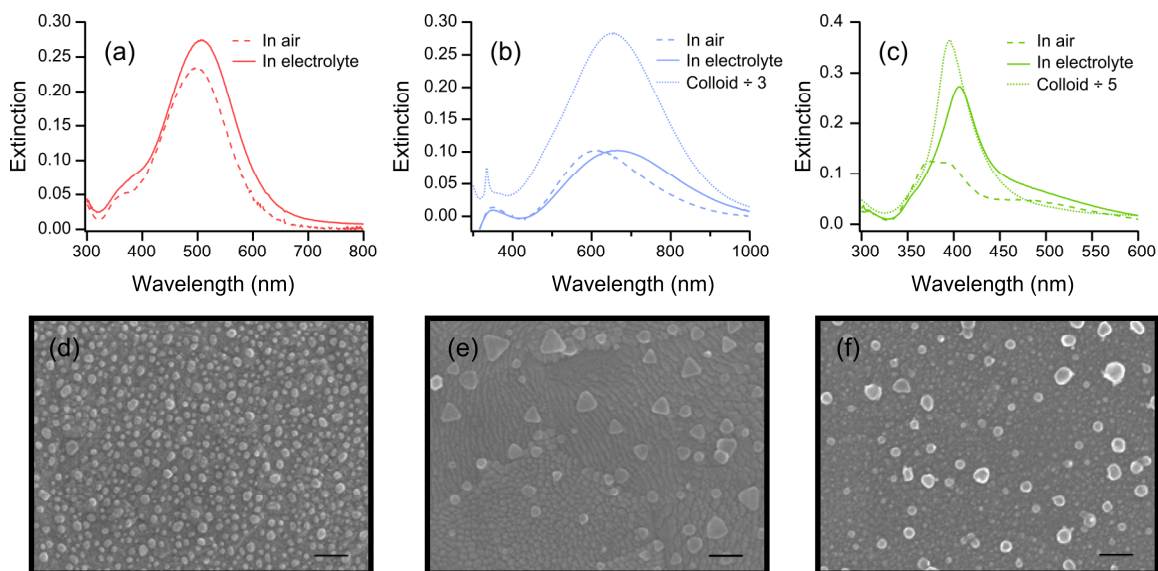 0.30
0.25
0.20
0.15
0.10
0.05
0.00
(a)
In air
In electrolyte
Extinction
300 400 500 600 700 800
Wavelength (nm)
0.30
0.25
0.20
0.15
0.10
0.05
0.00
(b)
In air
In electrolyte
Colloid ÷ 3
Extinction
400 600 800 1000
Wavelength (nm)
0.4
0.3
0.2
0.1
0.0
(c)
In air
In electrolyte
Colloid ÷ 5
Extinction
300 350 400 450 500 550 600
Wavelength (nm)
(d)
(e)
(f)